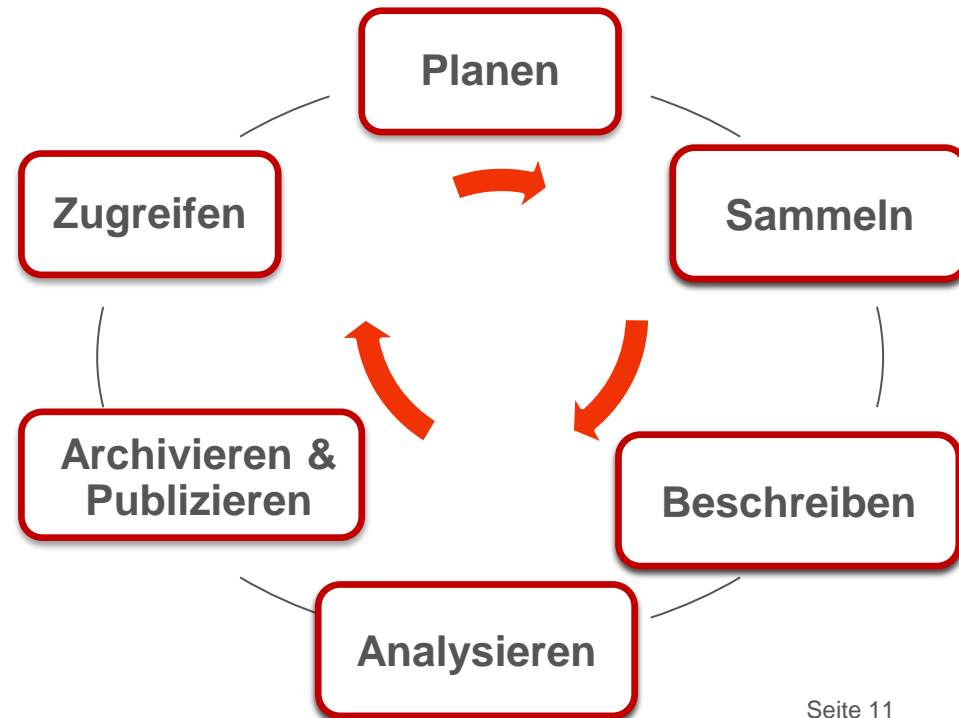 Planen
Zugreifen
Sammeln
Archivieren &
Publizieren
Beschreiben
Analysieren
Seite 11